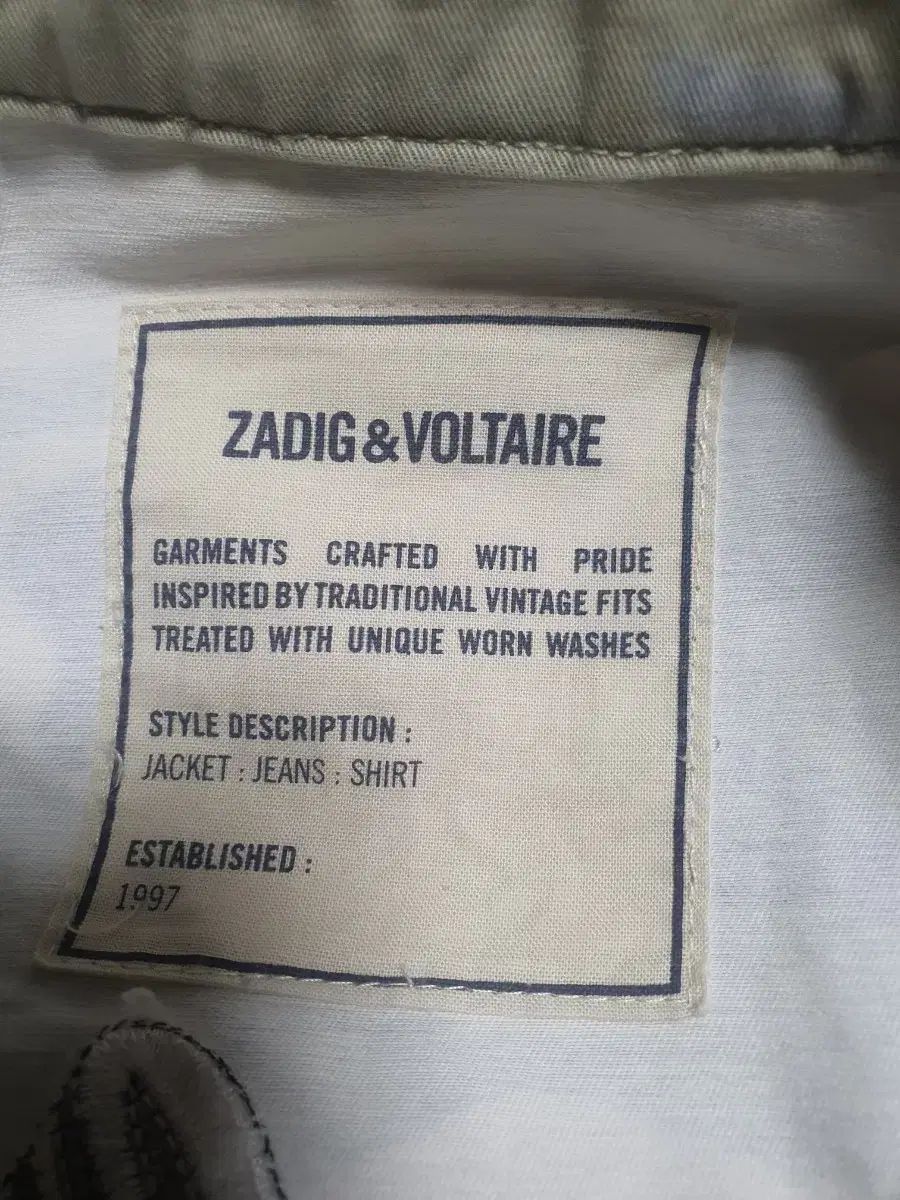 ZADIG&VOLTAIRE
GARMENTS CRAFTED WITH PRIDE
INSPIRED BY TRADITIONAL VINTAGE FITS
TREATED WITH UNIQUE WORN WASHES
STYLE DESCRIPTION :
JACKET : JEANS : SHIRT
ESTABLISHED :
1997